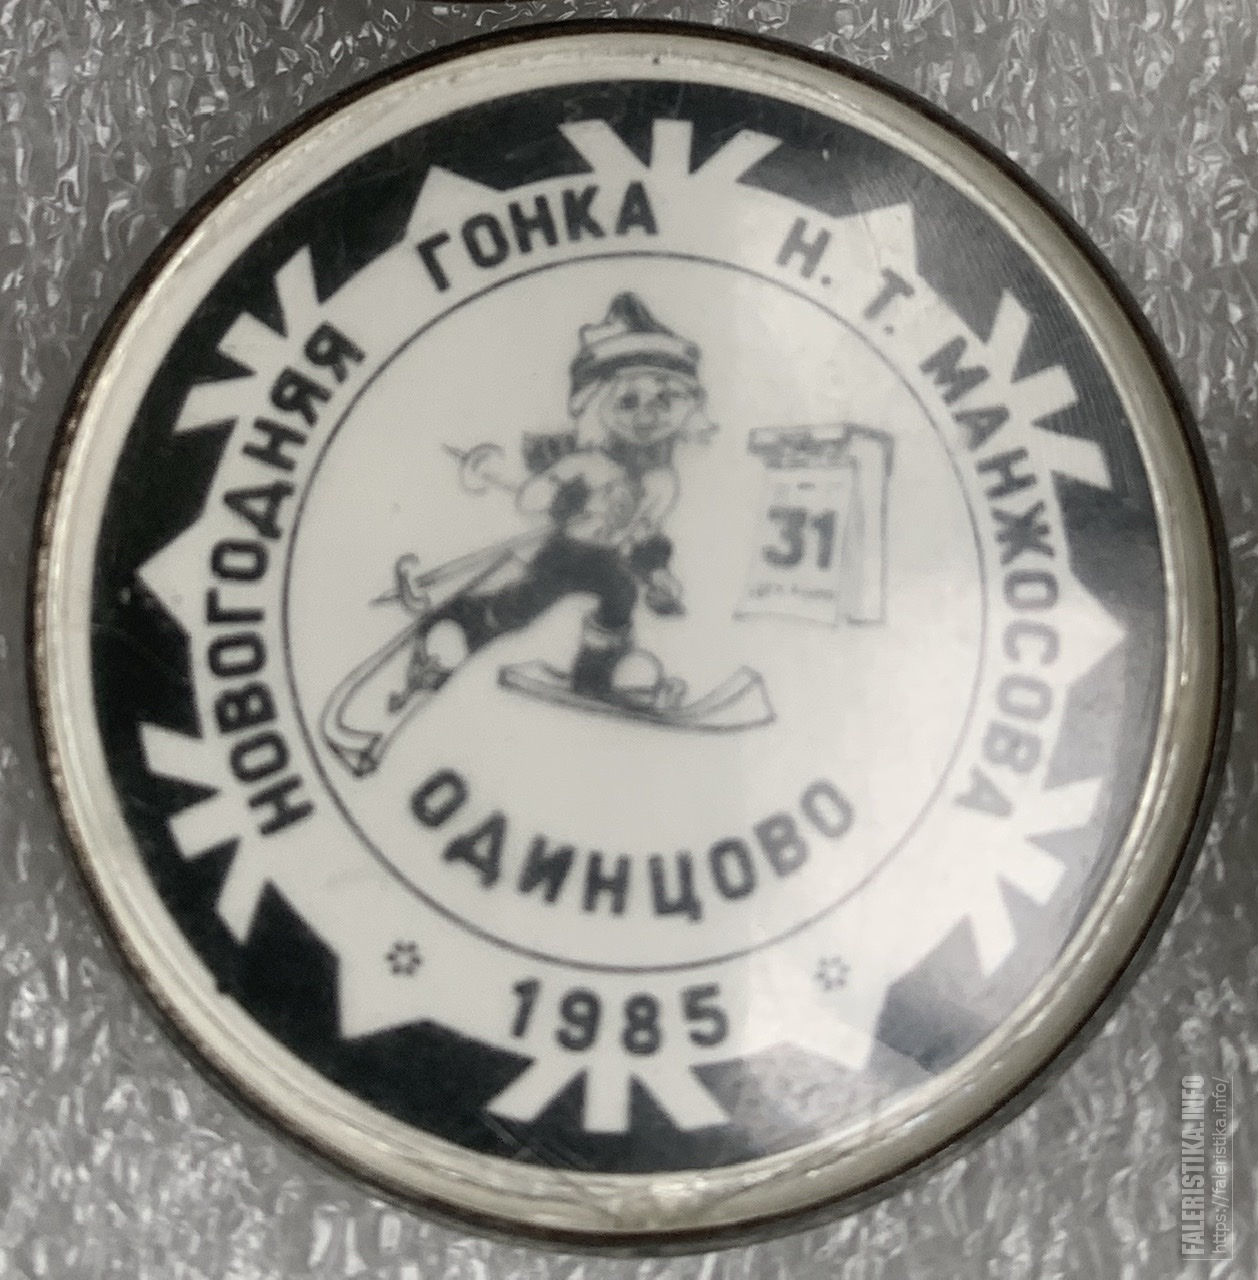 НОВОГОДНЯЯ ГОНКА Н. Т. МАНЖОСОВА
31
ОДИНЦОВО
1985
FALERISTIKA.INFO
https://faleristika.info/